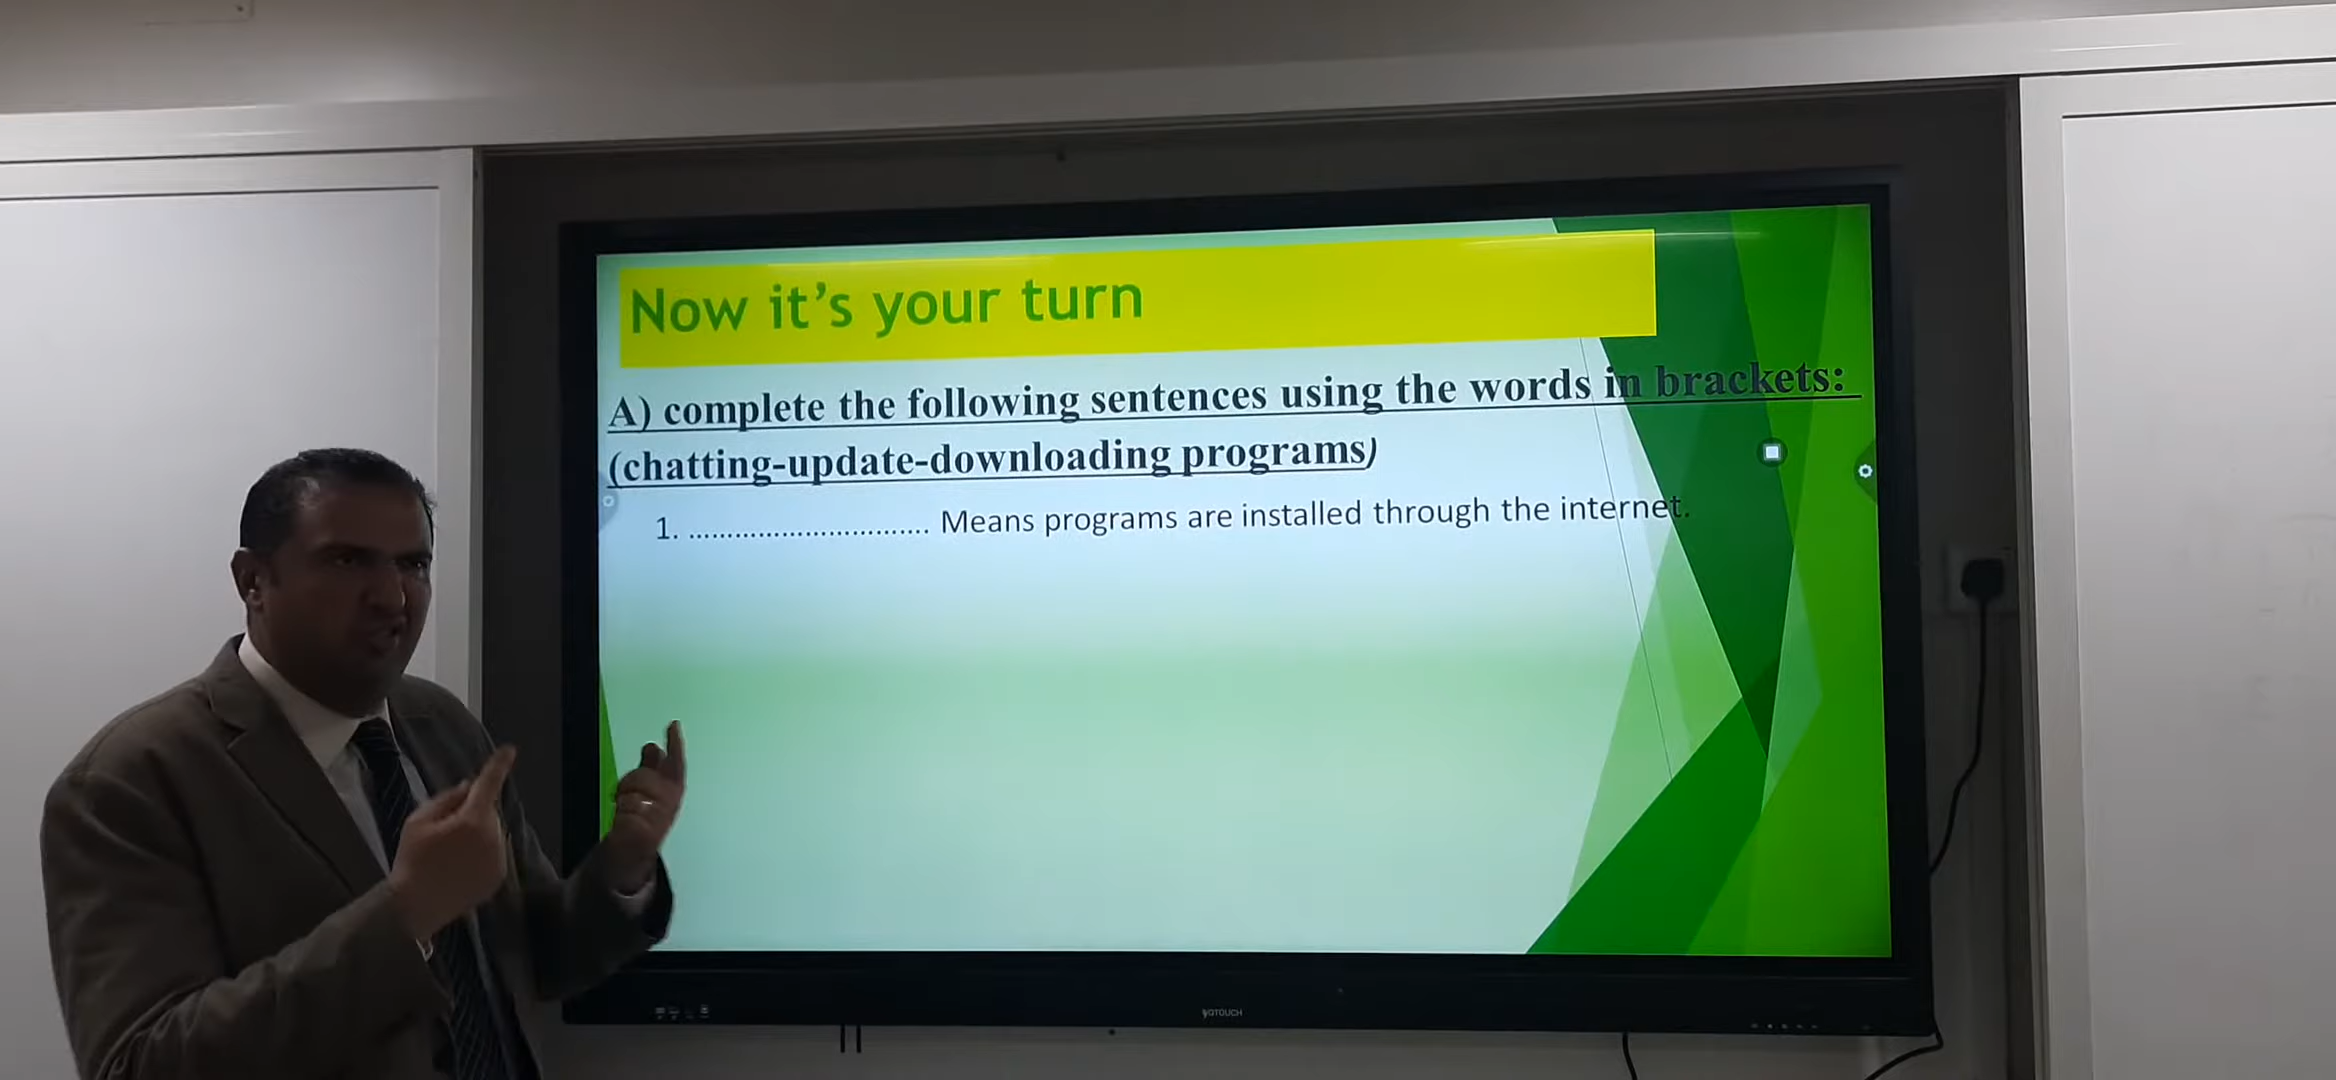 Now it's your turn
A) complete the following sentences using the words in brackets:
(chatting-update-downloading programs)
1. .............................. Means programs are installed through the internet.